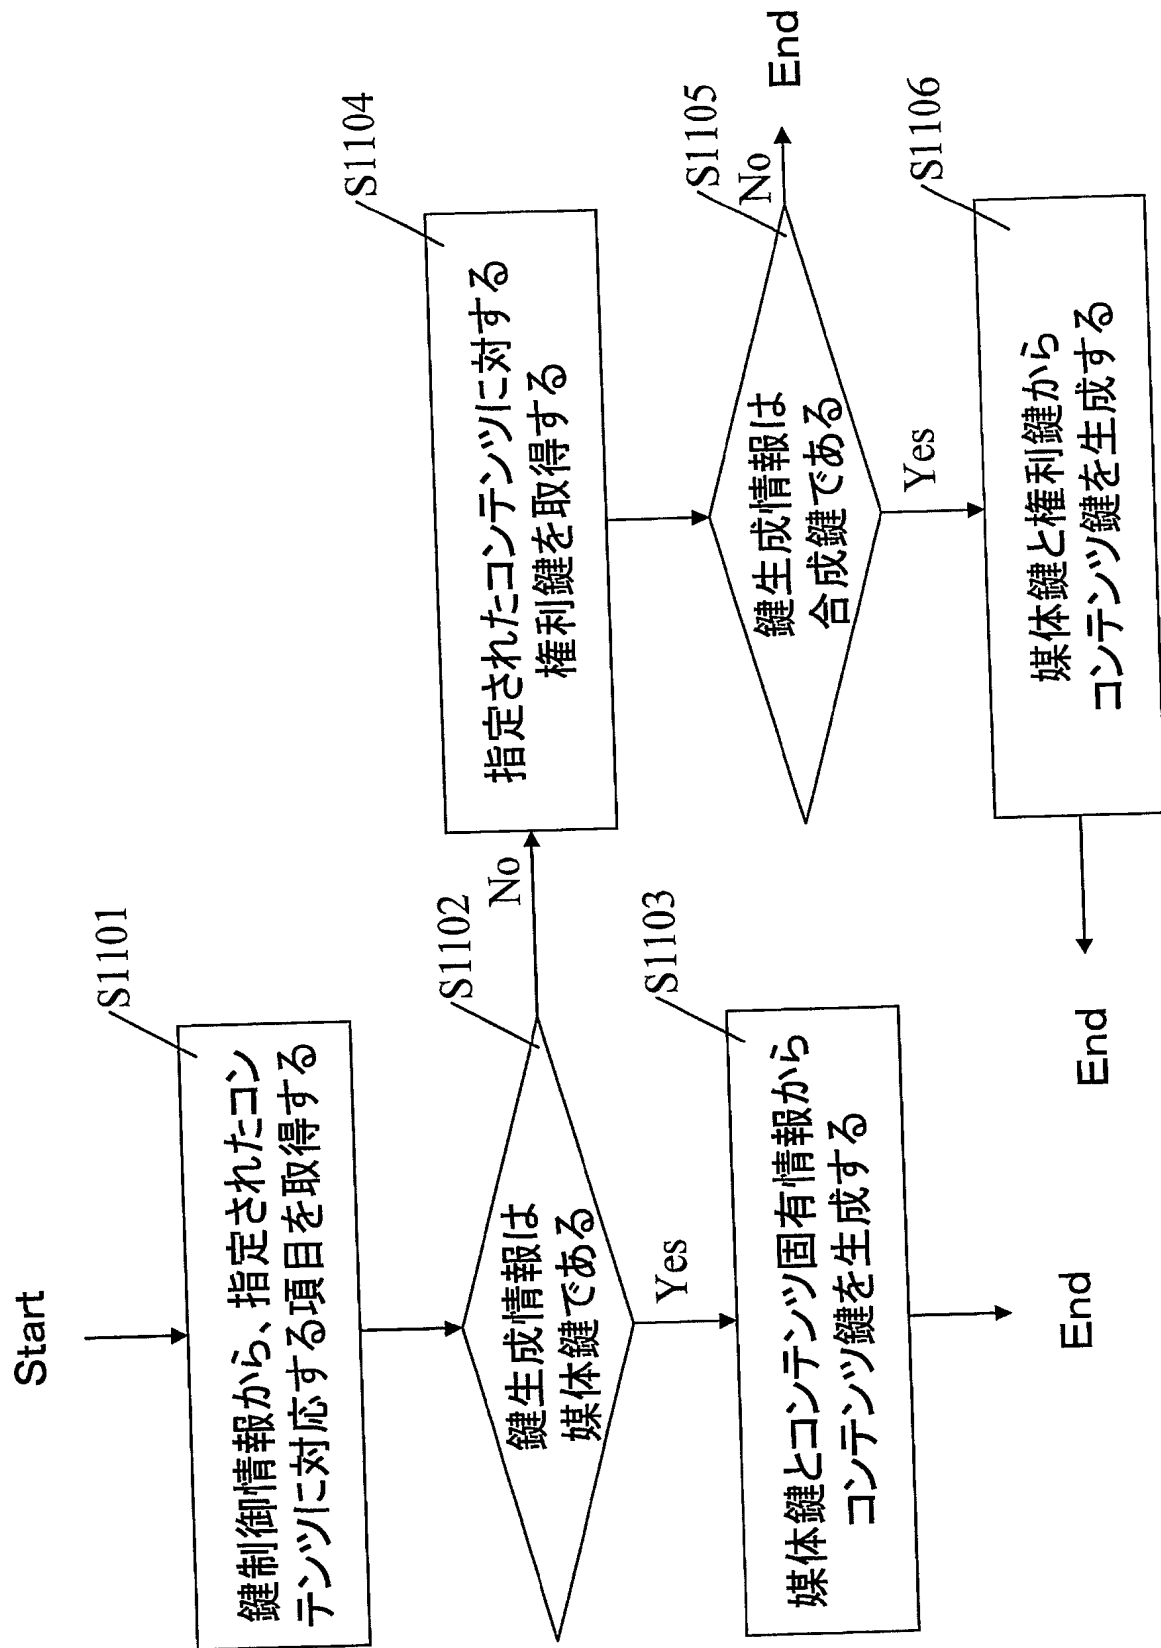 Start
S1101
鍵制御情報から、指定されたコン
テンツに対応する項目を取得する
S1102
鍵生成情報は
媒体鍵である
No
Yes
S1103
媒体鍵とコンテンツ固有情報から
コンテンツ鍵を生成する
End
S1104
指定されたコンテンツに対する
権利鍵を取得する
S1105
鍵生成情報は
合成鍵である
No
End
Yes
S1106
媒体鍵と権利鍵から
コンテンツ鍵を生成する
End